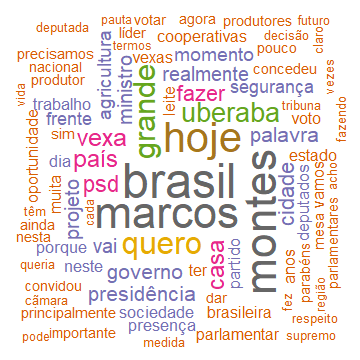 deputada
pauta votar agora produtores futuro
líder cooperativas decisão claro
termos
precisamos vexas momento pouco
nacional ministro realmente concedeu
produtor agricultura grande fazer segurança vezes fazendo
vida trabalho leite uberaba tribuna
frente hoje palavra voto
oportunidade sim vexa
dia país brasil montes cidade estado
muita psd deputados mesa vamos acho
têm projeto cada marcos parabéns parlamentares
ainda
nesta
porque vai quero casa partido anos
queria neste governo ter fez região
convidou presidência dar brasileira
cãmara sociedade respeito
principalmente presença parlamentar supremo
pode importante medida